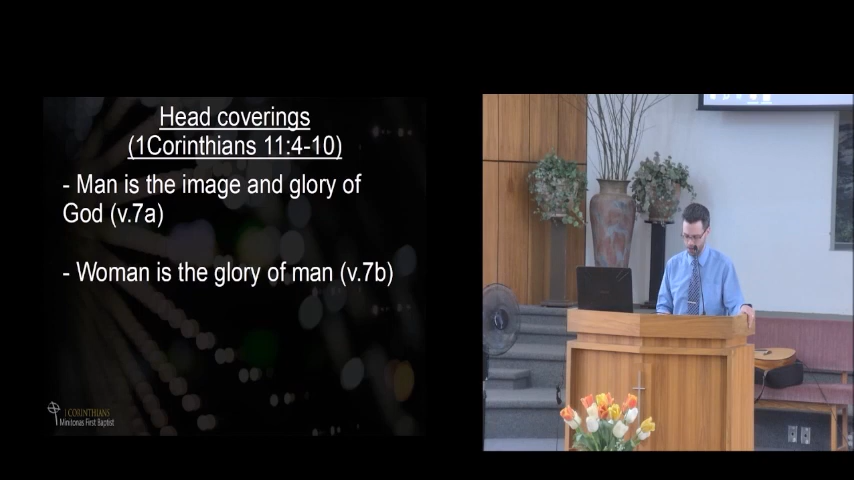 Head coverings
(1Corinthians 11:4-10)
- Man is the image and glory of
God (v.7a)
- Woman is the glory of man (v.7b)
1 CORINTHIANS
Minitonas First Baptist